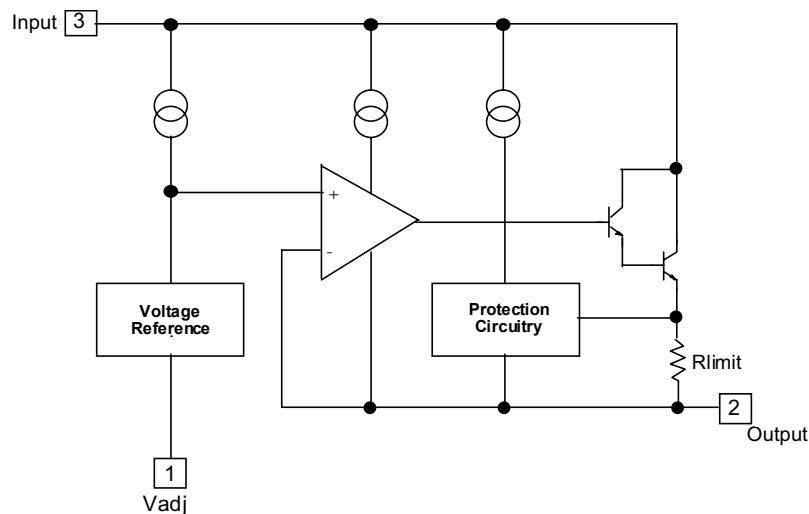 Input 3
+
-
Voltage
Reference
Protection
Circuitry
Rlimit
2
Output
1
Vadj